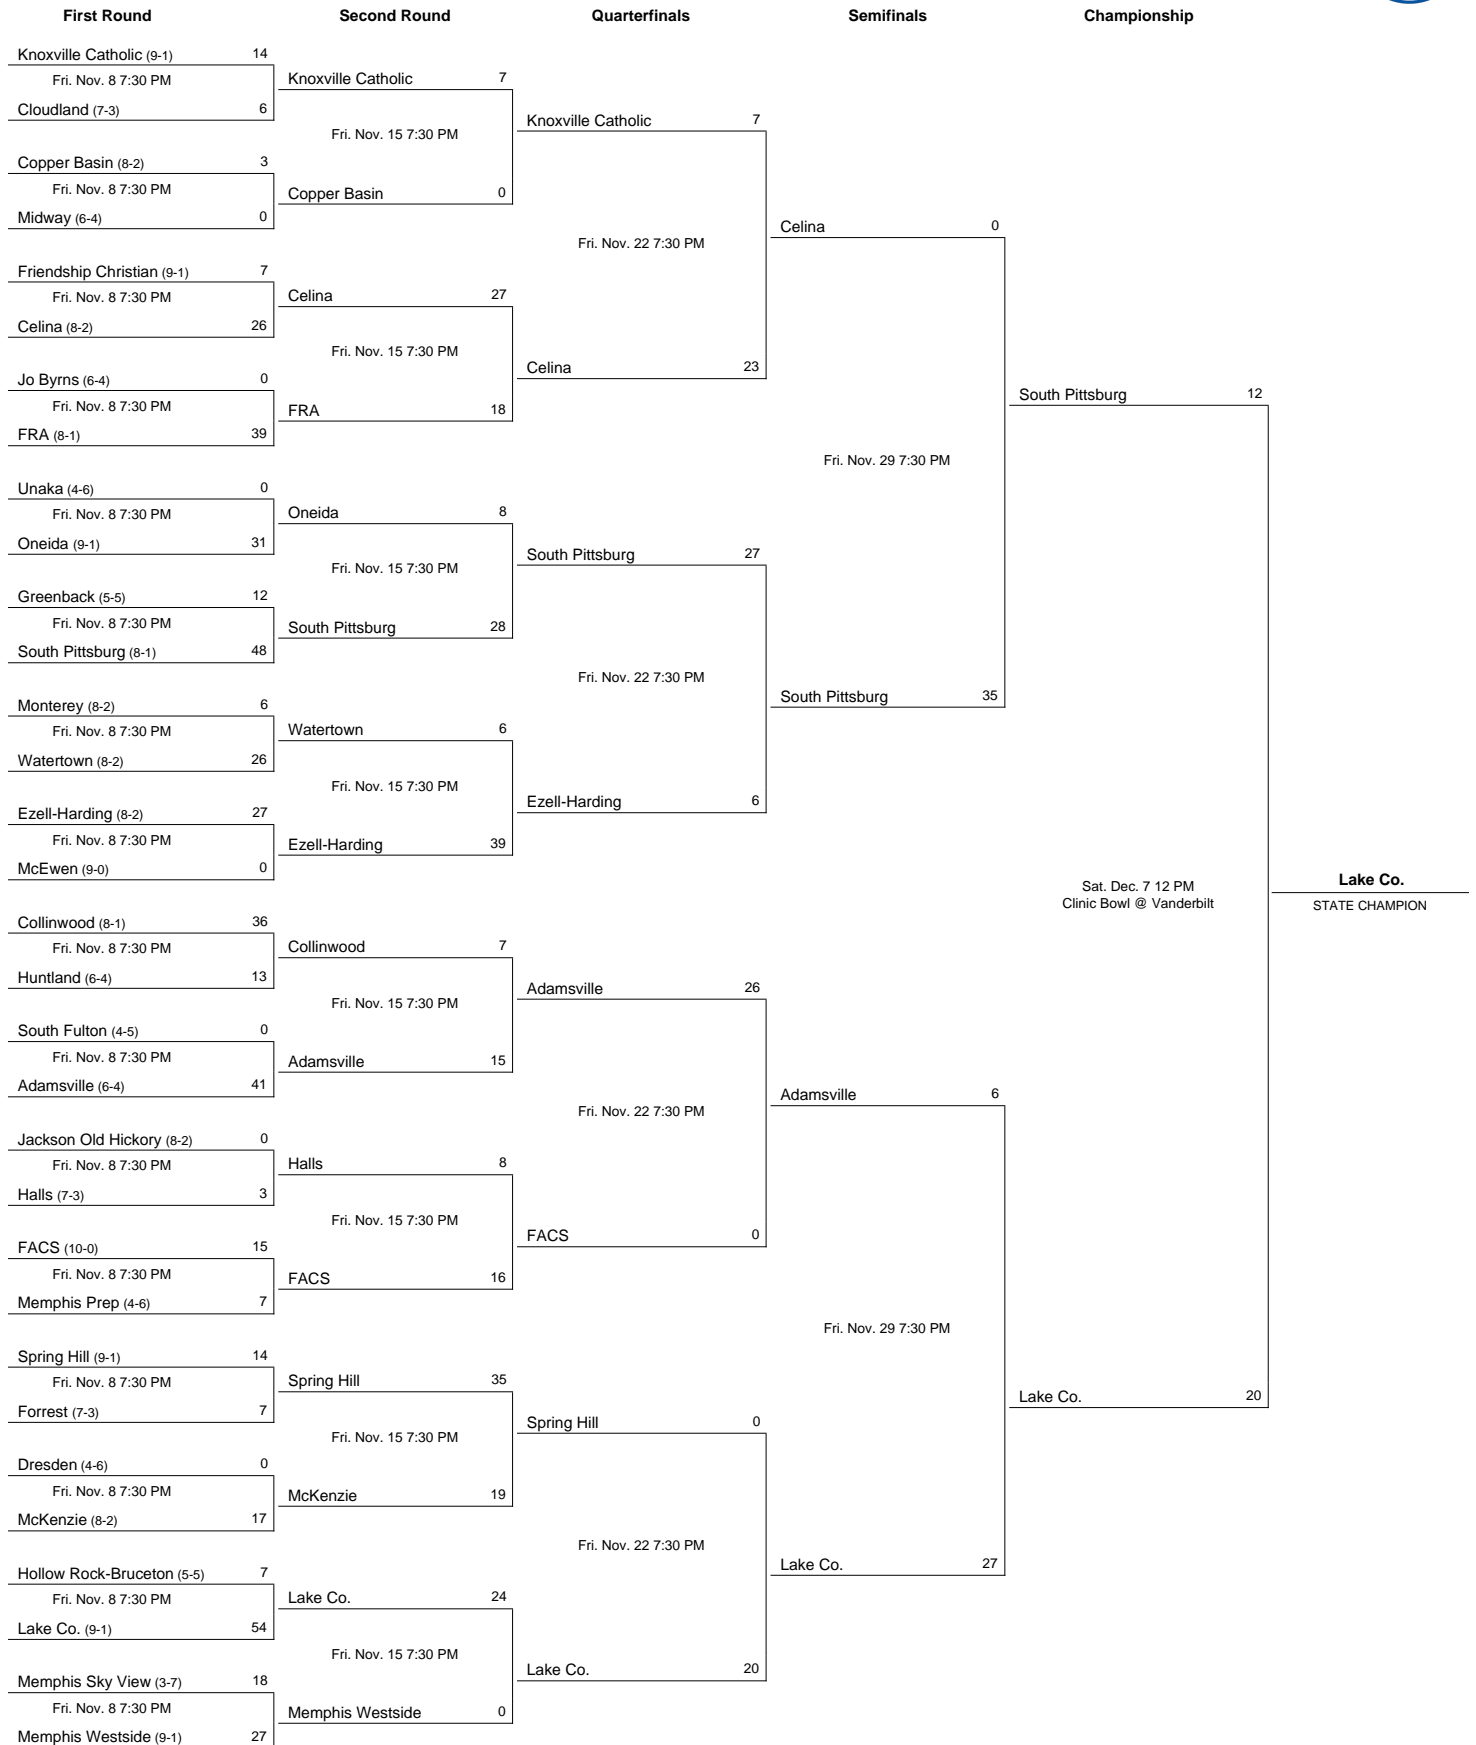 First Round
Second Round
Quarterfinals
Semifinals
Championship
Knoxville Catholic (9-1) 14
Fri. Nov. 8 7:30 PM
Cloudland (7-3) 6
Copper Basin (8-2) 3
Fri. Nov. 8 7:30 PM
Midway (6-4) 0
Friendship Christian (9-1) 7
Fri. Nov. 8 7:30 PM
Celina (8-2) 26
Jo Byrns (6-4) 0
Fri. Nov. 8 7:30 PM
FRA (8-1) 39
Unaka (4-6) 0
Fri. Nov. 8 7:30 PM
Oneida (9-1) 31
Greenback (5-5) 12
Fri. Nov. 8 7:30 PM
South Pittsburg (8-1) 48
Monterey (8-2) 6
Fri. Nov. 8 7:30 PM
Watertown (8-2) 26
Ezell-Harding (8-2) 27
Fri. Nov. 8 7:30 PM
McEwen (9-0) 0
Collinwood (8-1) 36
Fri. Nov. 8 7:30 PM
Huntland (6-4) 13
South Fulton (4-5) 0
Fri. Nov. 8 7:30 PM
Adamsville (6-4) 41
Jackson Old Hickory (8-2) 0
Fri. Nov. 8 7:30 PM
Halls (7-3) 3
FACS (10-0) 15
Fri. Nov. 8 7:30 PM
Memphis Prep (4-6) 7
Spring Hill (9-1) 14
Fri. Nov. 8 7:30 PM
Forrest (7-3) 7
Dresden (4-6) 0
Fri. Nov. 8 7:30 PM
McKenzie (8-2) 17
Hollow Rock-Bruceton (5-5) 7
Fri. Nov. 8 7:30 PM
Lake Co. (9-1) 54
Memphis Sky View (3-7) 18
Fri. Nov. 8 7:30 PM
Memphis Westside (9-1) 27
Knoxville Catholic 7
Fri. Nov. 15 7:30 PM
Copper Basin 0
Celina 27
Fri. Nov. 15 7:30 PM
FRA 18
Oneida 8
Fri. Nov. 15 7:30 PM
South Pittsburg 28
Watertown 6
Fri. Nov. 15 7:30 PM
Ezell-Harding 39
Collinwood 7
Fri. Nov. 15 7:30 PM
Adamsville 15
Halls 8
Fri. Nov. 15 7:30 PM
FACS 16
Spring Hill 35
Fri. Nov. 15 7:30 PM
McKenzie 19
Lake Co. 24
Fri. Nov. 15 7:30 PM
Memphis Westside 0
Knoxville Catholic 7
Fri. Nov. 22 7:30 PM
Celina 23
South Pittsburg 27
Fri. Nov. 22 7:30 PM
Ezell-Harding 6
Adamsville 26
Fri. Nov. 22 7:30 PM
FACS 0
Spring Hill 0
Fri. Nov. 22 7:30 PM
Lake Co. 20
Celina 0
Fri. Nov. 29 7:30 PM
South Pittsburg 35
Adamsville 6
Fri. Nov. 29 7:30 PM
Lake Co. 27
South Pittsburg 12
Sat. Dec. 7 12 PM
Clinic Bowl @ Vanderbilt
Lake Co. 20
Lake Co.
STATE CHAMPION